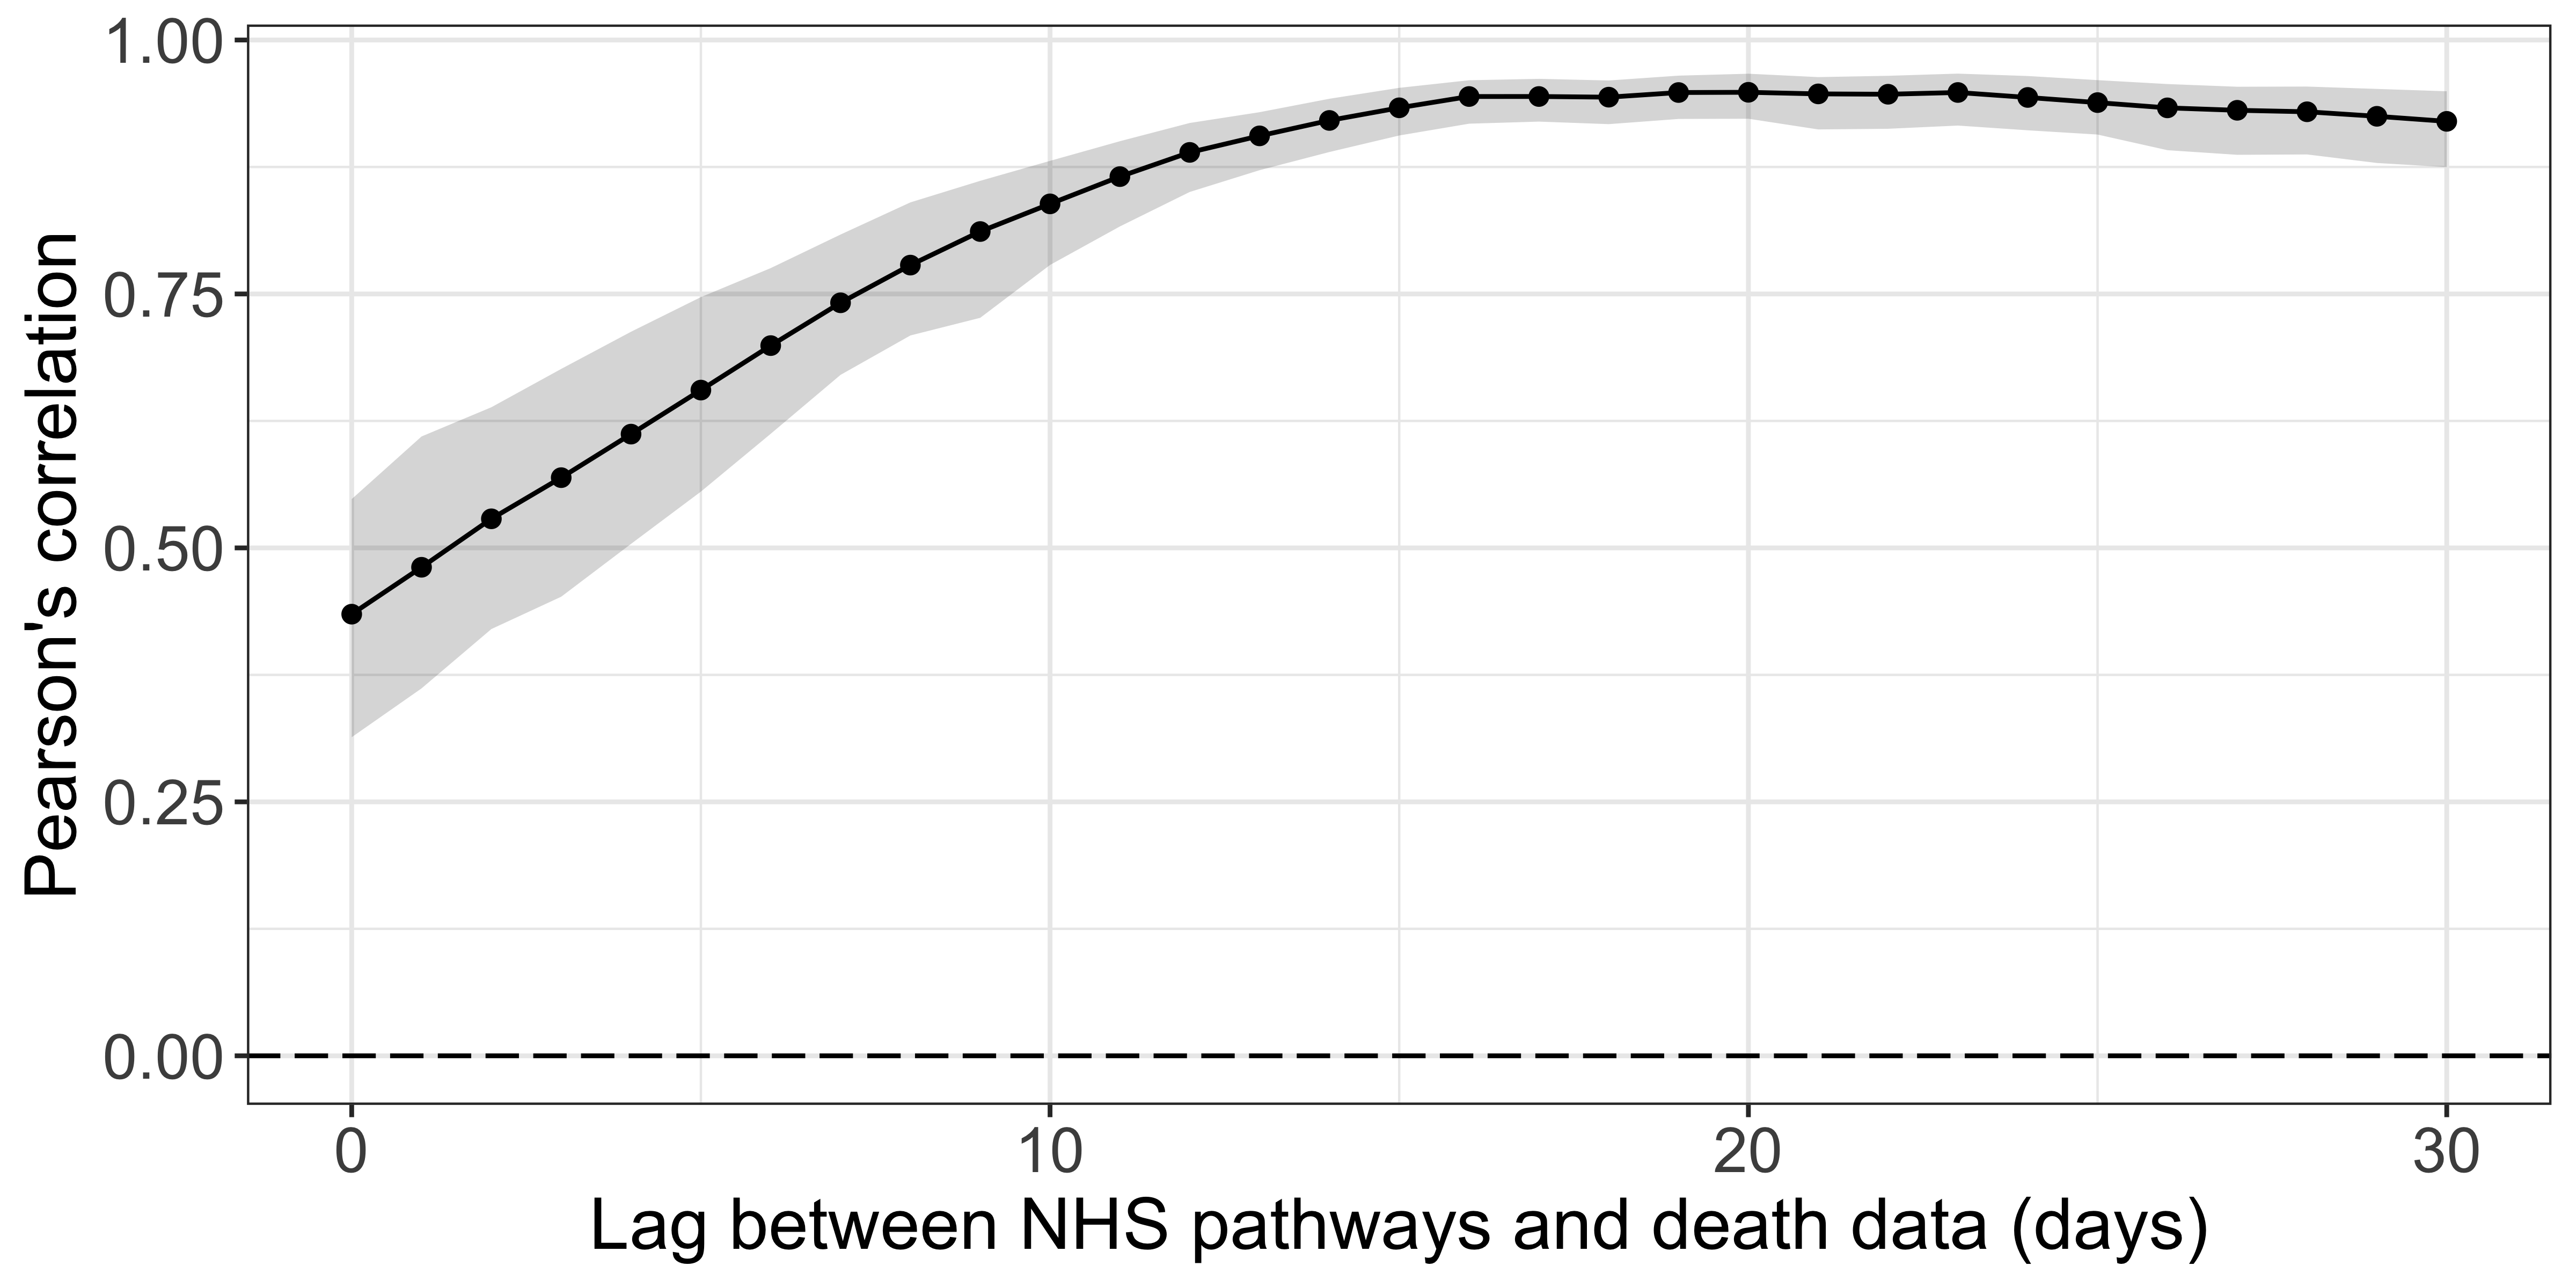 Pearson's correlation
1.00
0.75
0.50
0.25
0.00
0 10 20 30
Lag between NHS pathways and death data (days)